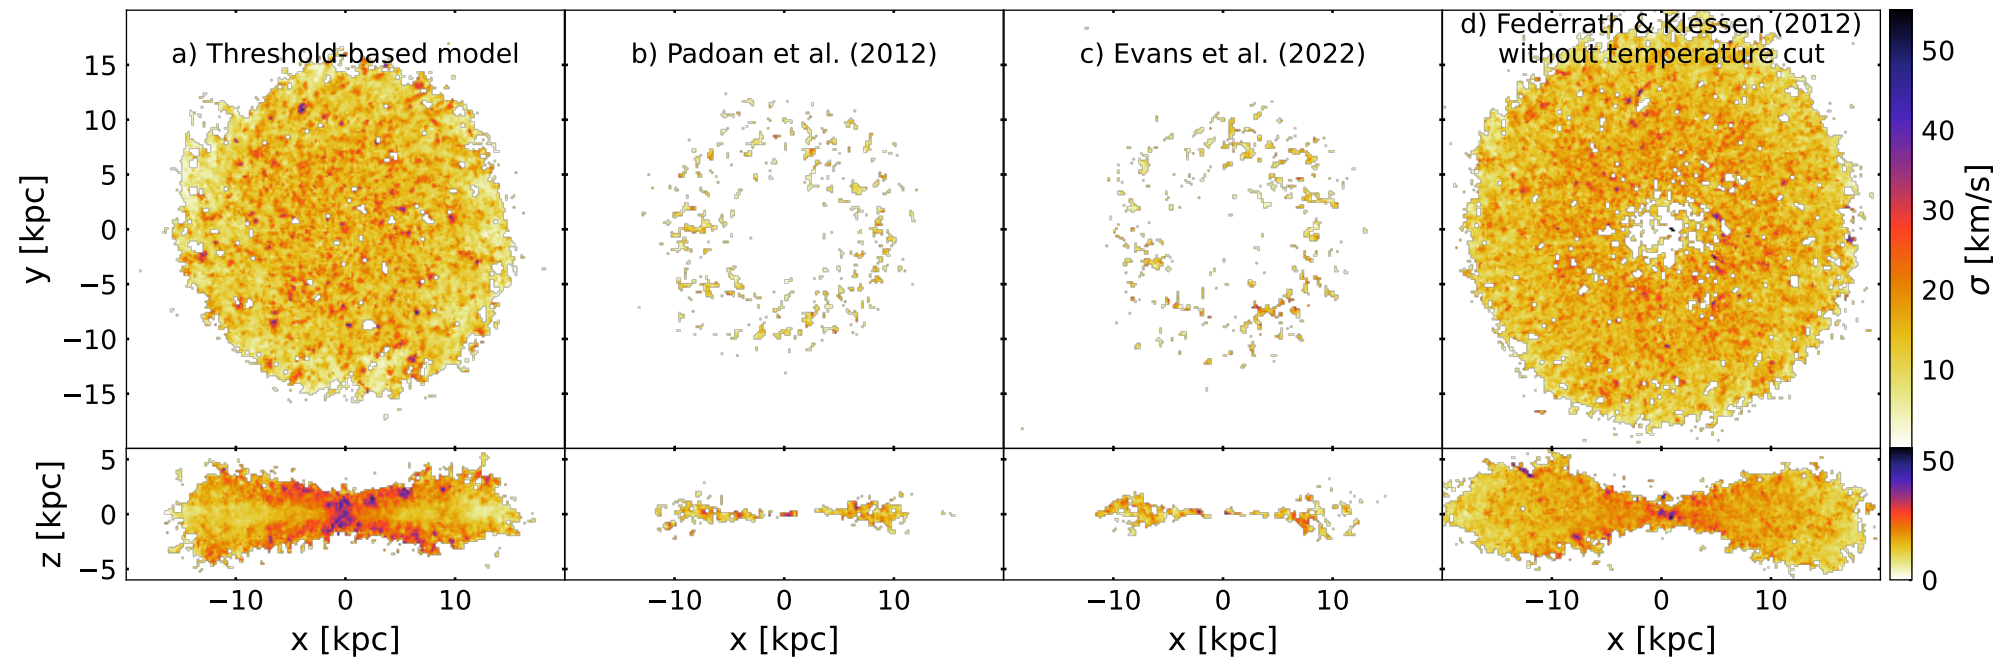 a) Threshold-based model
b) Padoan et al. (2012)
c) Evans et al. (2022)
d) Federrath & Klessen (2012)
without temperature cut
15
10
5
0
−5
−10
−15
y [kpc]
50
40
30
20
10
σ [km/s]
5
0
−5
z [kpc]
50
0
−10 0 10
−10 0 10
−10 0 10
−10 0 10
x [kpc]
x [kpc]
x [kpc]
x [kpc]